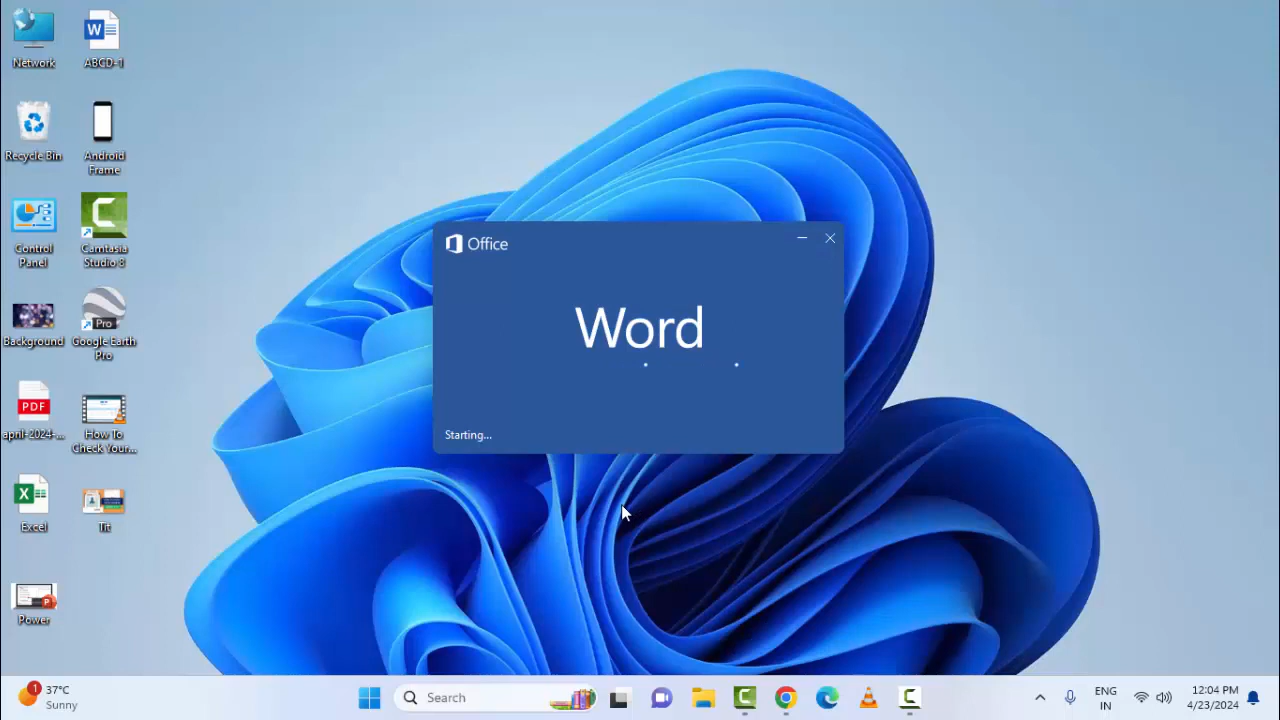 Network
W
ABCD-1
Recycle Bin
Android
Frame
Control
Panel
C
Camtasia
Studio 8
Background
Pro
Google Earth
Pro
PDF
april-2024-...
How To
Check Your...
X
Excel
Tit
P
Power
Office
Word
Starting...
1
37°C
Sunny
Search
C
C
ENG
IN
12:04 PM
4/23/2024